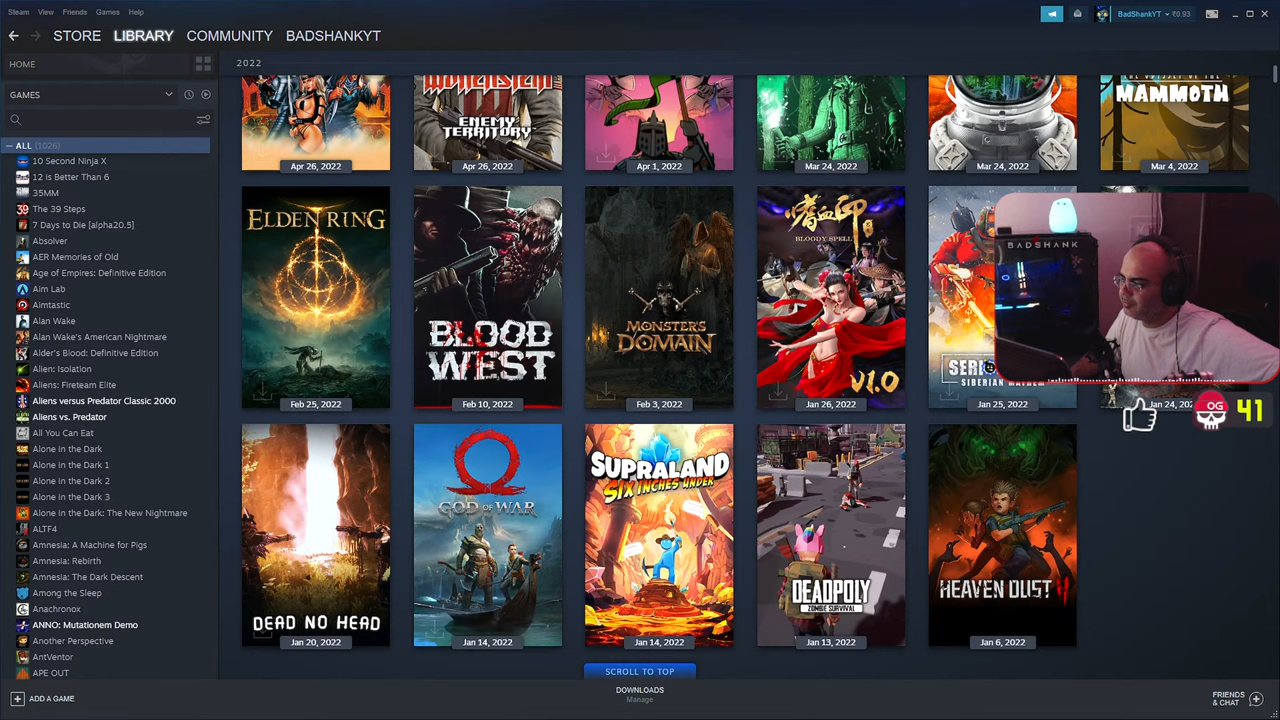 Steam View Friends Games Help
BadShankYT ₹0.93
STORE LIBRARY COMMUNITY BADSHANKYT
HOME
2022
GAMES
ALL (1026)
10 Second Ninja X
12 is Better Than 6
35MM
The 39 Steps
7 Days to Die [alpha20.5]
Absolver
AER Memories of Old
Age of Empires: Definitive Edition
Aim Lab
Aimtastic
Alan Wake
Alan Wake's American Nightmare
Alder's Blood: Definitive Edition
Alien: Isolation
Aliens: Fireteam Elite
Aliens versus Predator Classic 2000
Aliens vs. Predator
All You Can Eat
Alone in the Dark
Alone in the Dark 1
Alone in the Dark 2
Alone in the Dark 3
Alone in the Dark: The New Nightmare
ALTF4
Amnesia: A Machine for Pigs
Amnesia: Rebirth
Amnesia: The Dark Descent
Among the Sleep
Anachronox
ANNO: Mutationem Demo
Another Perspective
AntVentor
APE OUT
ENEMY
TERRITORY
MAMMOTH
Apr 26, 2022
Apr 26, 2022
Apr 1, 2022
Mar 24, 2022
Mar 24, 2022
Mar 4, 2022
ELDEN RING
BLOOD
WEST
MONSTER'S
DOMAIN
嗜血印
BLOODY SPELL
V1.0
SIBERIAN
BADSHANK
Feb 25, 2022
Feb 10, 2022
Feb 3, 2022
Jan 26, 2022
Jan 25, 2022
Jan 24,
OG
41
DEAD NO HEAD
GOD OF WAR
SUPRALAND
SIX INCHES UNDER
DEADPOLY
ZOMBIE SURVIVAL
HEAVEN DUST II
Jan 20, 2022
Jan 14, 2022
Jan 14, 2022
Jan 13, 2022
Jan 6, 2022
SCROLL TO TOP
ADD A GAME
DOWNLOADS
Manage
FRIENDS
& CHAT